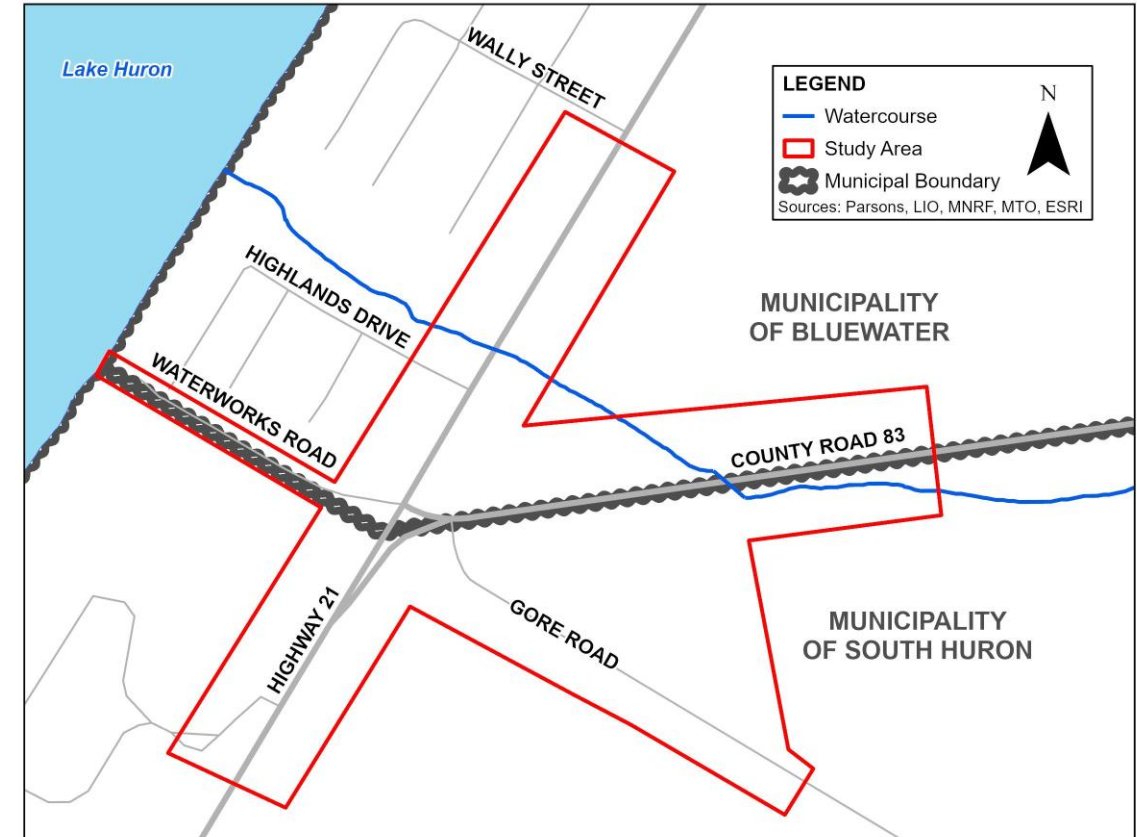 WALLY STREET
Lake Huron
LEGEND
N
Watercourse
Study Area
Municipal Boundary
Sources: Parsons, LIO, MNRF, MTO, ESRI
HIGHLANDS DRIVE
MUNICIPALITY
OF BLUEWATER
WATERWORKS ROAD
COUNTY ROAD 83
HIGHWAY 21
GORE ROAD
MUNICIPALITY
OF SOUTH HURON